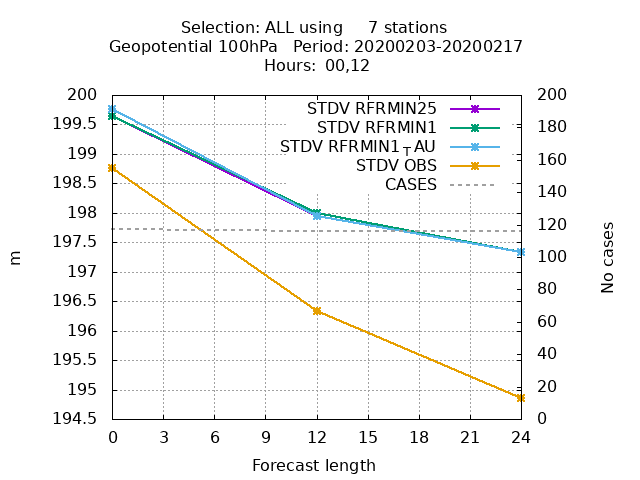 Selection: ALL using     7 stations
Geopotential 100hPa   Period: 20200203-20200217
Hours: 00,12
200
199.5
199
198.5
198
197.5
197
196.5
196
195.5
195
194.5
m
STDV RFRMIN25
STDV RFRMIN1
STDV RFRMIN1┬AU
STDV OBS
CASES
200
180
160
140
120
100
80
60
40
20
0
No cases
0 3 6 9 12 15 18 21 24
Forecast length